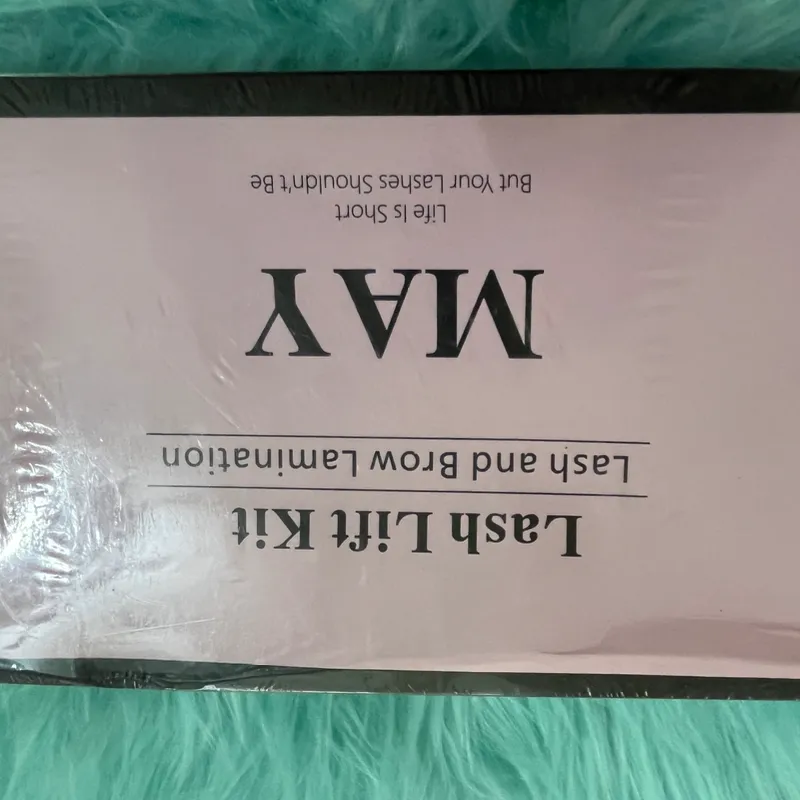 Lash Lift Kit
Lash and Brow Lamination
MAY
Life Is Short
But Your Lashes Shouldn't Be